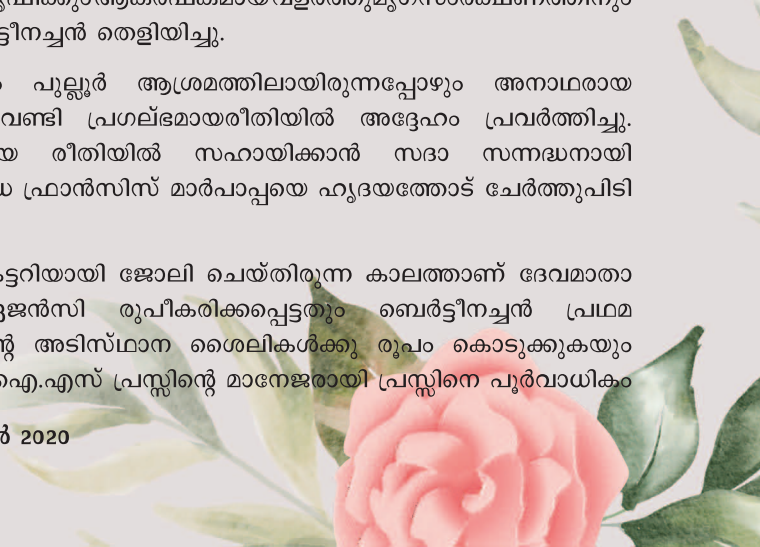 ട്ടീനച്ചൻ തെളിയിച്ചു.
പുല്ലൂർ ആശ്രമത്തിലായിരുന്നപ്പോഴും അനാഥരായ
വേണ്ടി പ്രഗല്ഭമായരീതിയിൽ അദ്ദേഹം പ്രവർത്തിച്ചു.
യ രീതിയിൽ സഹായിക്കാൻ സദാ സന്നദ്ധനായി
ഫ്രാൻസിസ് മാർപാപ്പയെ ഹൃദയത്തോട് ചേർത്തുപിടി
ട്ടറിയായി ജോലി ചെയ്തിരുന്ന കാലത്താണ് ദേവമാതാ
ഏജൻസി രുപീകരിക്കപ്പെട്ടതും ബെർട്ടീനച്ചൻ പ്രഥമ
ന്റെ അടിസ്ഥാന ശൈലികൾക്കു രൂപം കൊടുക്കുകയും
ഐ.എസ് പ്രസ്സിന്റെ മാനേജരായി പ്രസ്സിനെ പൂർവാധികം
ർ 2020